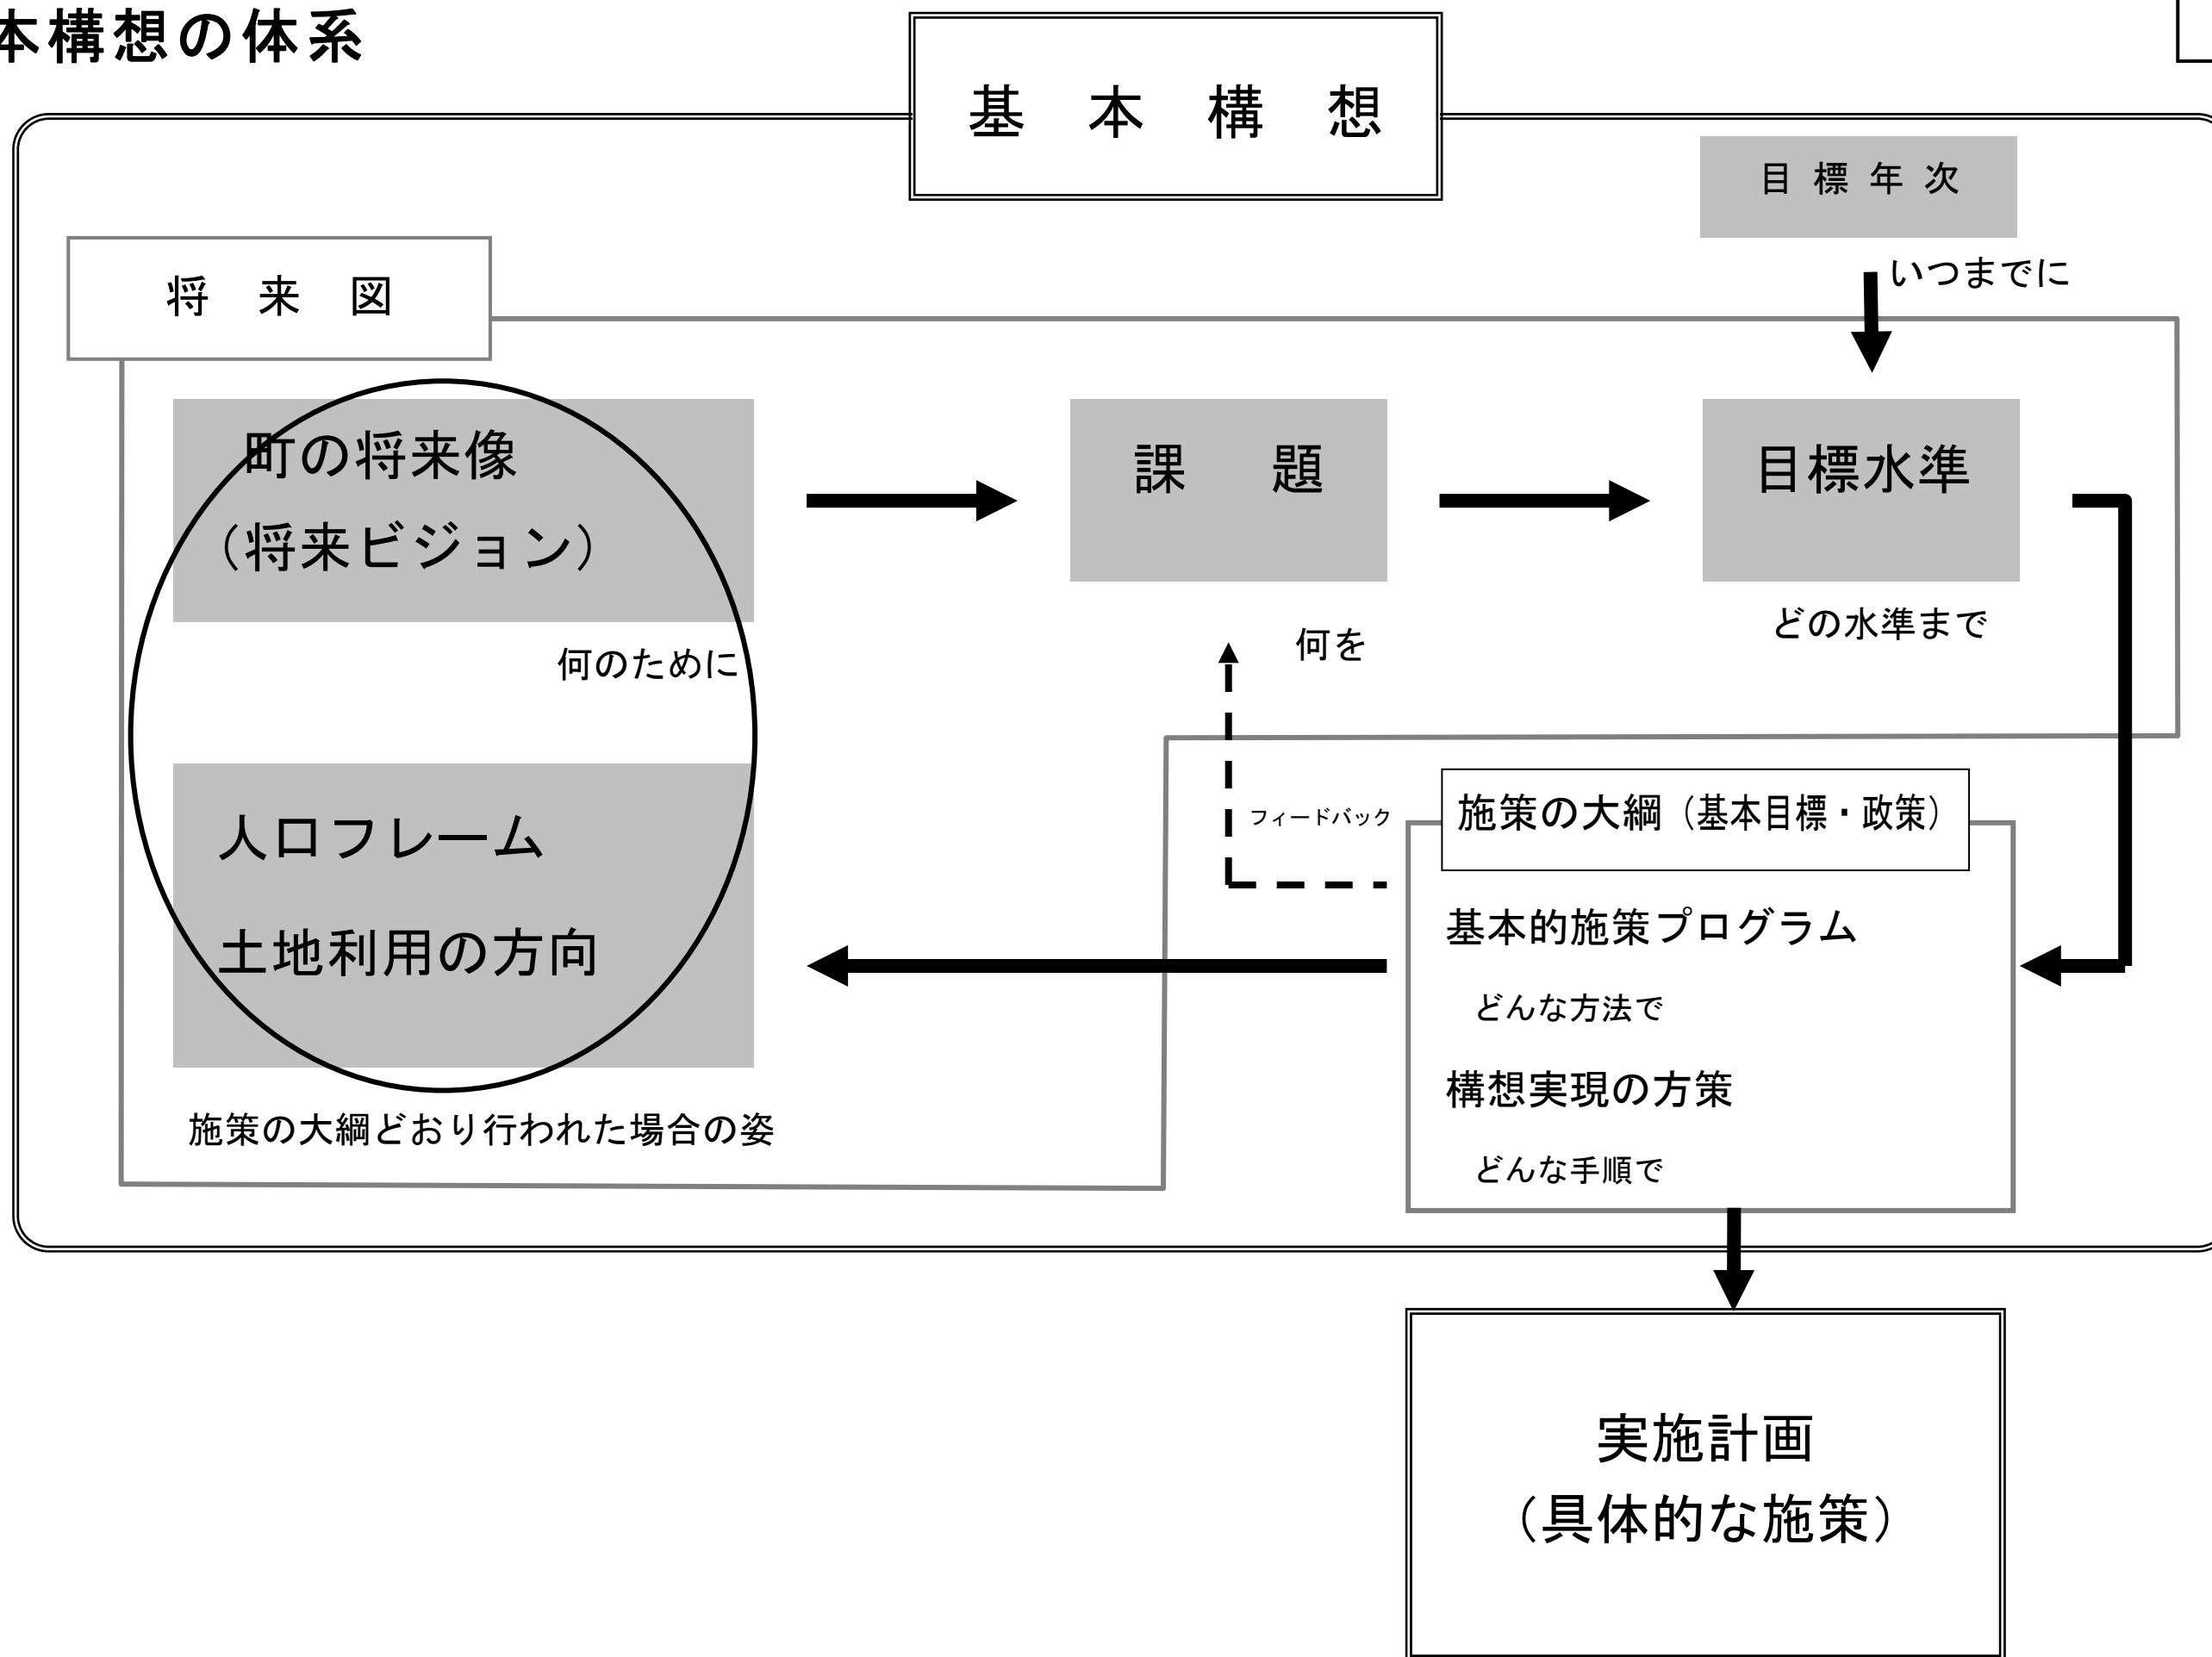 本構想の体系
基本構想
目標年次
いつまでに
将来図
町の将来像
（将来ビジョン）
何のために
課題
何を
目標水準
どの水準まで
フィードバック
施策の大綱（基本目標・政策）
基本的施策プログラム
どんな方法で
構想実現の方策
どんな手順で
人口フレーム
土地利用の方向
施策の大綱どおり行われた場合の姿
実施計画
（具体的な施策）